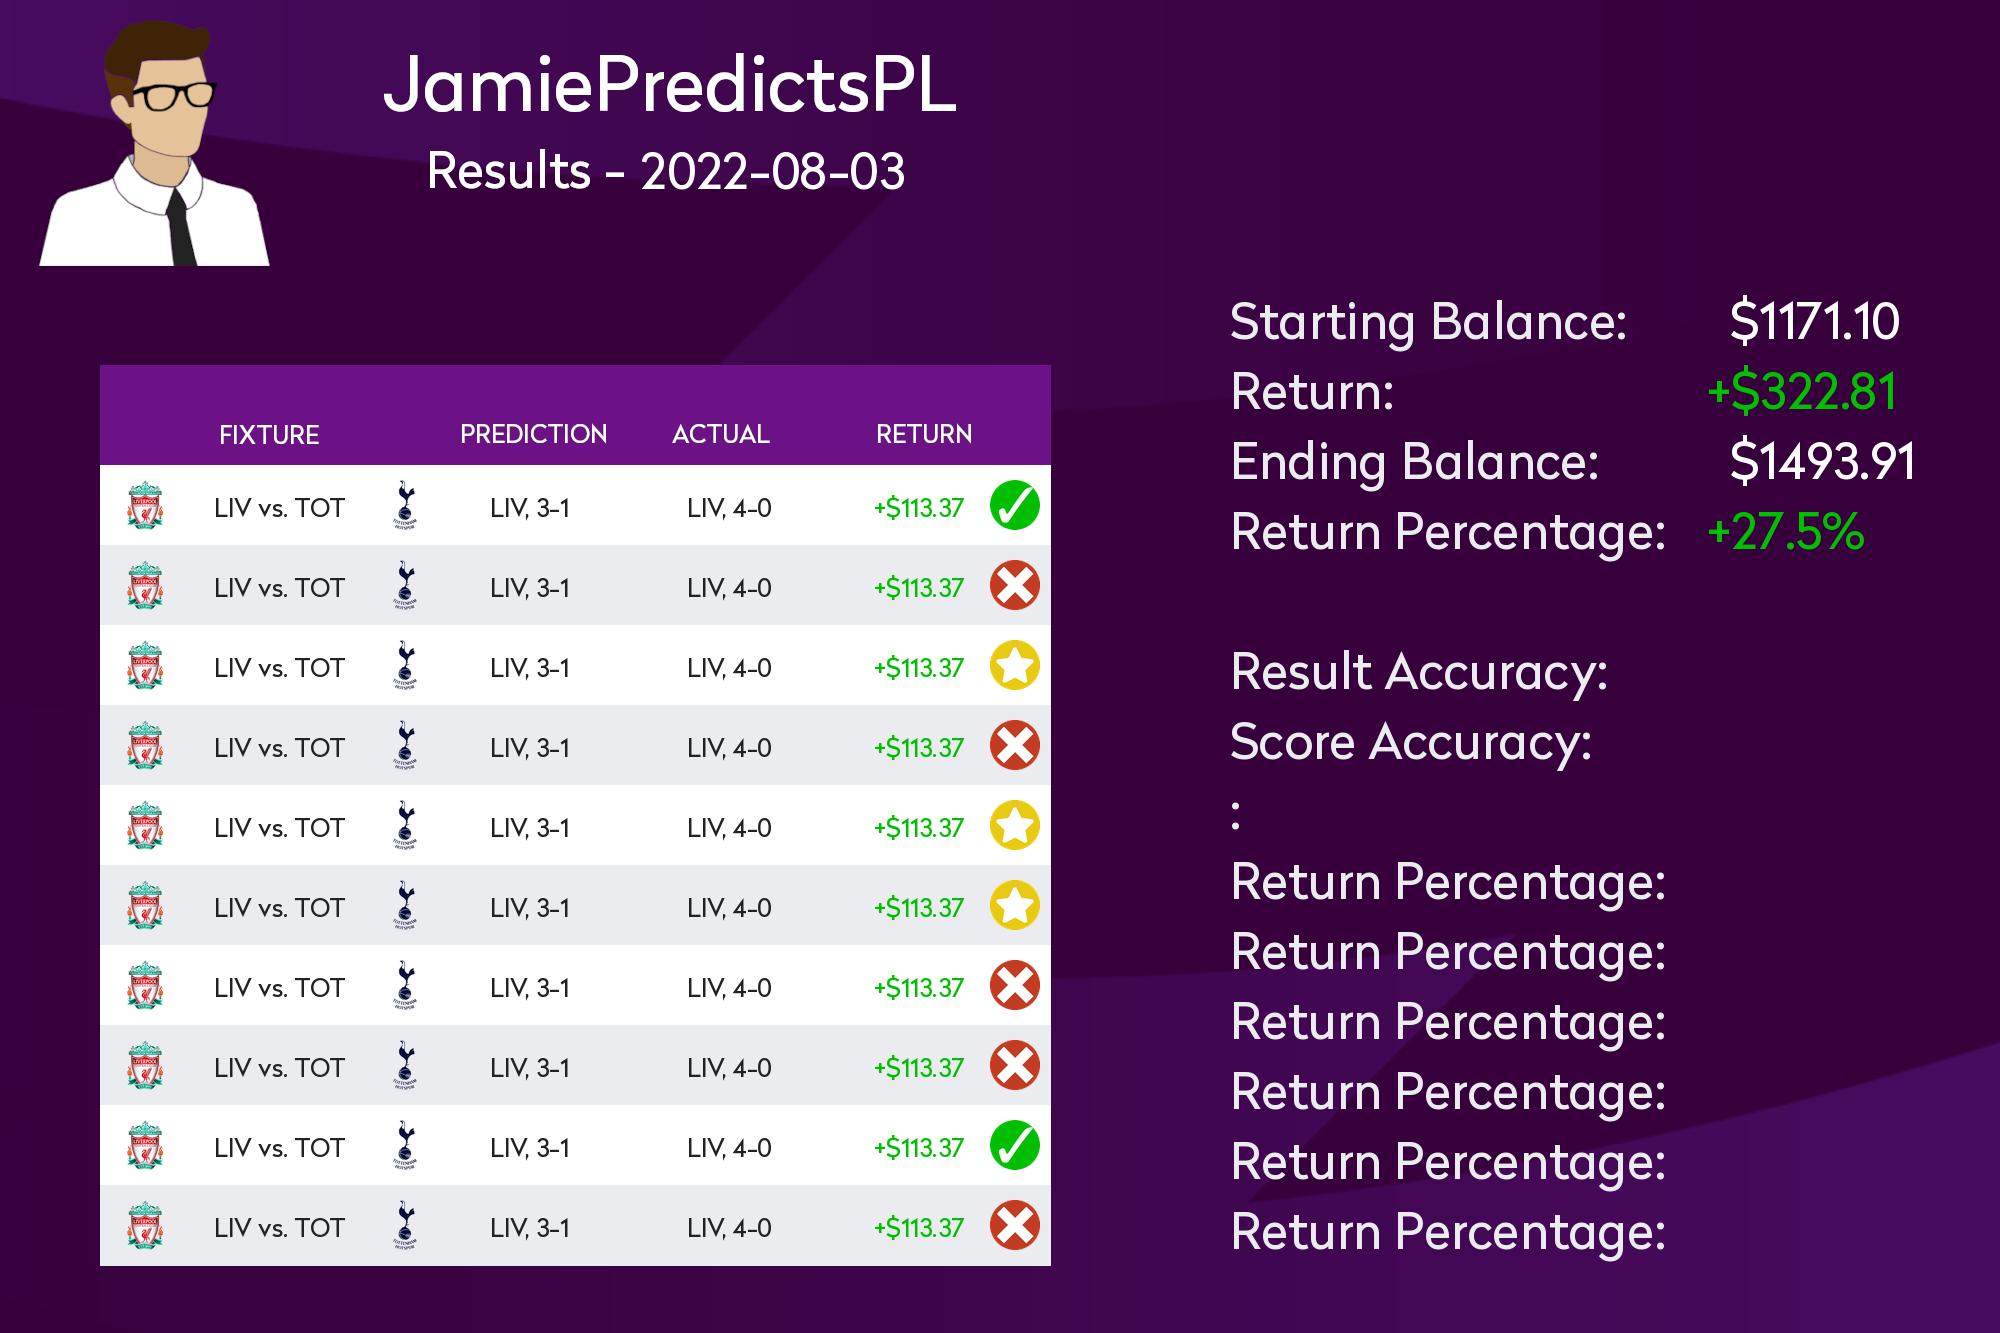 JamiePredictsPL
Results - 2022-08-03
FIXTURE PREDICTION ACTUAL RETURN
LIV vs. TOT LIV, 3-1 LIV, 4-0 +$113.37
LIV vs. TOT LIV, 3-1 LIV, 4-0 +$113.37
LIV vs. TOT LIV, 3-1 LIV, 4-0 +$113.37
LIV vs. TOT LIV, 3-1 LIV, 4-0 +$113.37
LIV vs. TOT LIV, 3-1 LIV, 4-0 +$113.37
LIV vs. TOT LIV, 3-1 LIV, 4-0 +$113.37
LIV vs. TOT LIV, 3-1 LIV, 4-0 +$113.37
LIV vs. TOT LIV, 3-1 LIV, 4-0 +$113.37
LIV vs. TOT LIV, 3-1 LIV, 4-0 +$113.37
LIV vs. TOT LIV, 3-1 LIV, 4-0 +$113.37
Starting Balance: $1171.10
Return: +$322.81
Ending Balance: $1493.91
Return Percentage: +27.5%
Result Accuracy:
Score Accuracy:
:
Return Percentage:
Return Percentage:
Return Percentage:
Return Percentage:
Return Percentage:
Return Percentage: